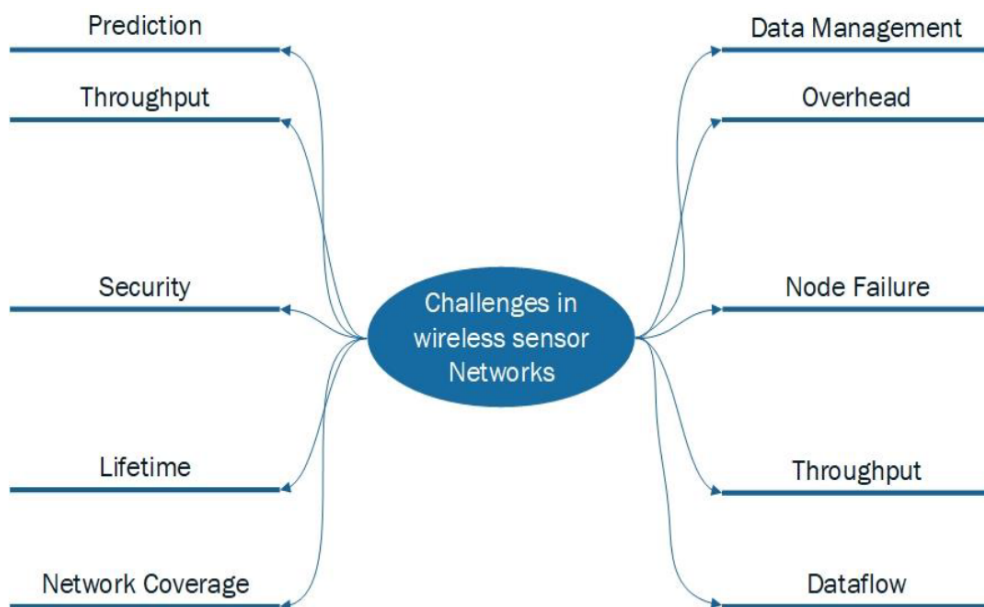 Prediction
Throughput
Security
Lifetime
Network Coverage
Challenges in
wireless sensor
Networks
Data Management
Overhead
Node Failure
Throughput
Dataflow